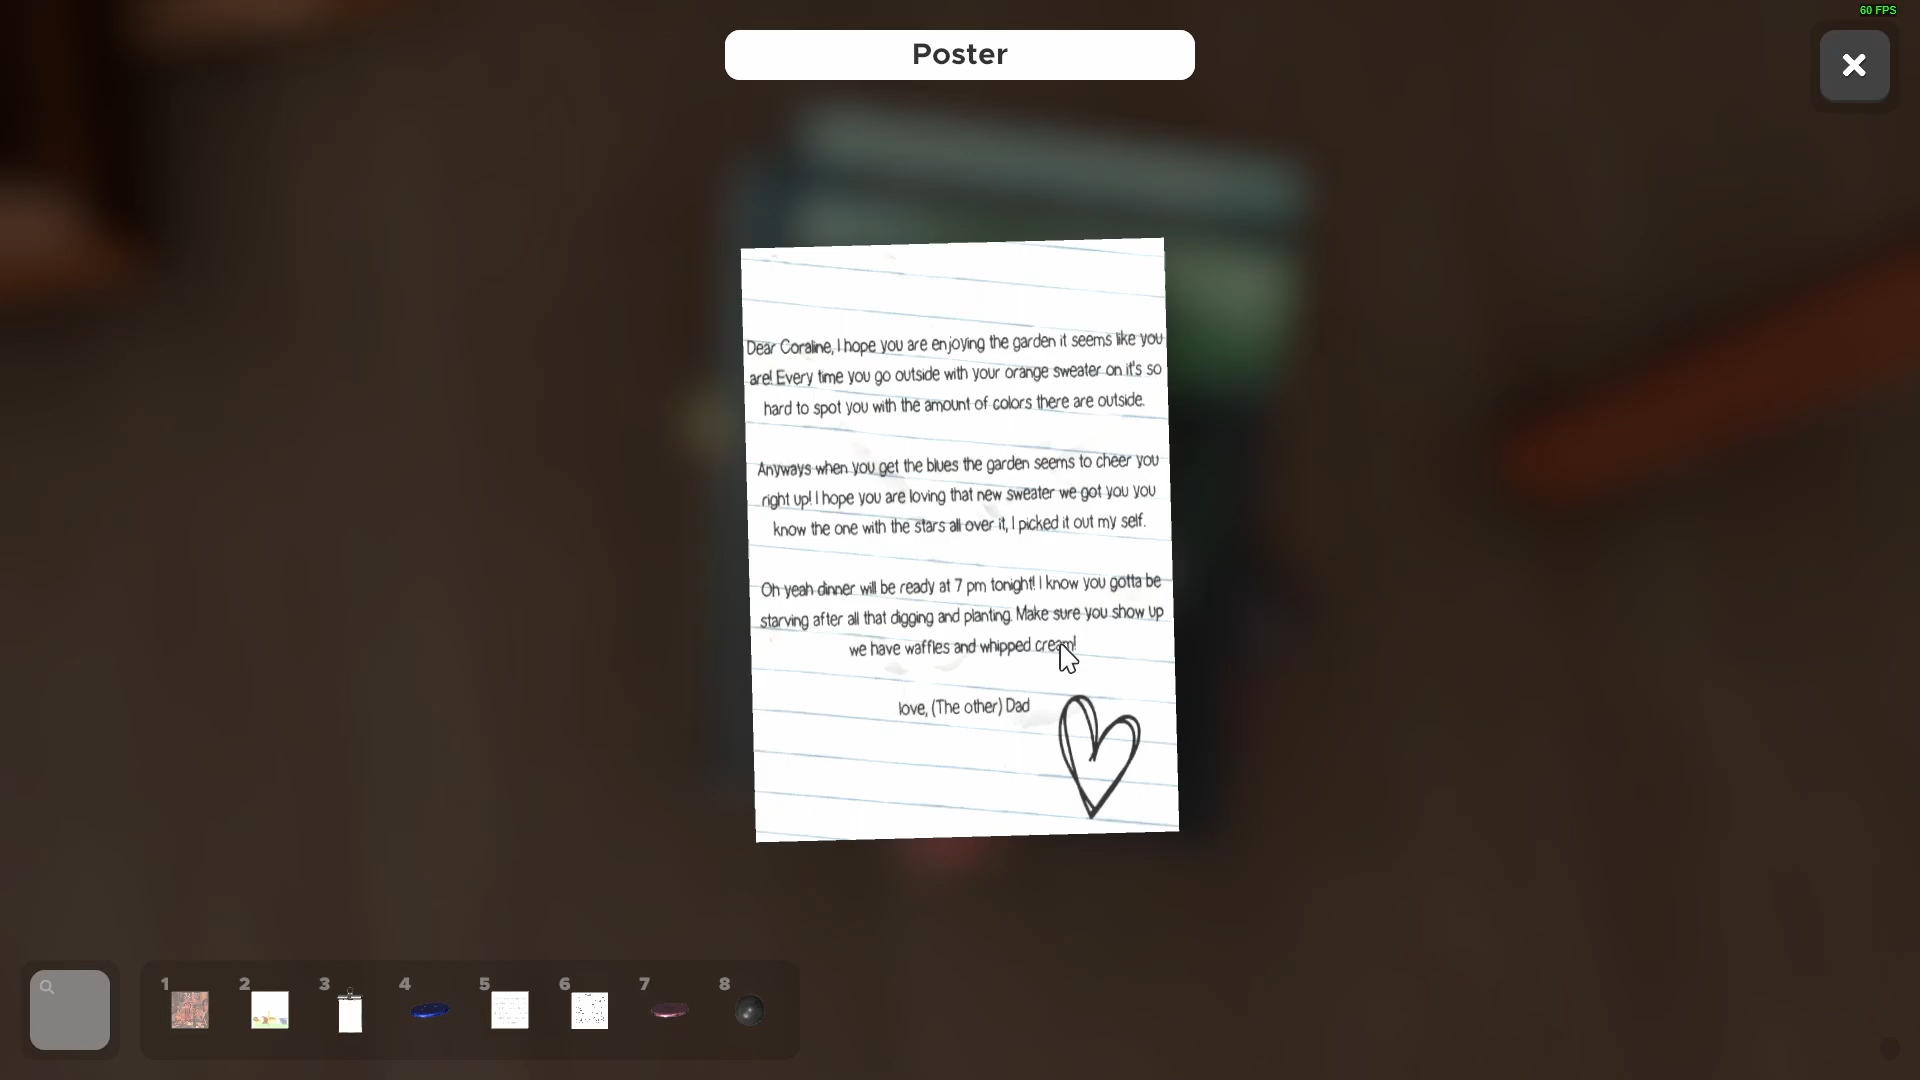 60 FPS
Poster
Dear Coraline, I hope you are enjoying the garden it seems like you
are! Every time you go outside with your orange sweater on it's so
hard to spot you with the amount of colors there are outside.
Anyways when you get the blues the garden seems to cheer you
right up! I hope you are loving that new sweater we got you you
know the one with the stars all over it, I picked it out my self.
Oh yeah dinner will be ready at 7 pm tonight! I know you gotta be
starving after all that digging and planting. Make sure you show up
we have waffles and whipped cream!
love, (The other) Dad
1 2 3 4 5 6 7 8